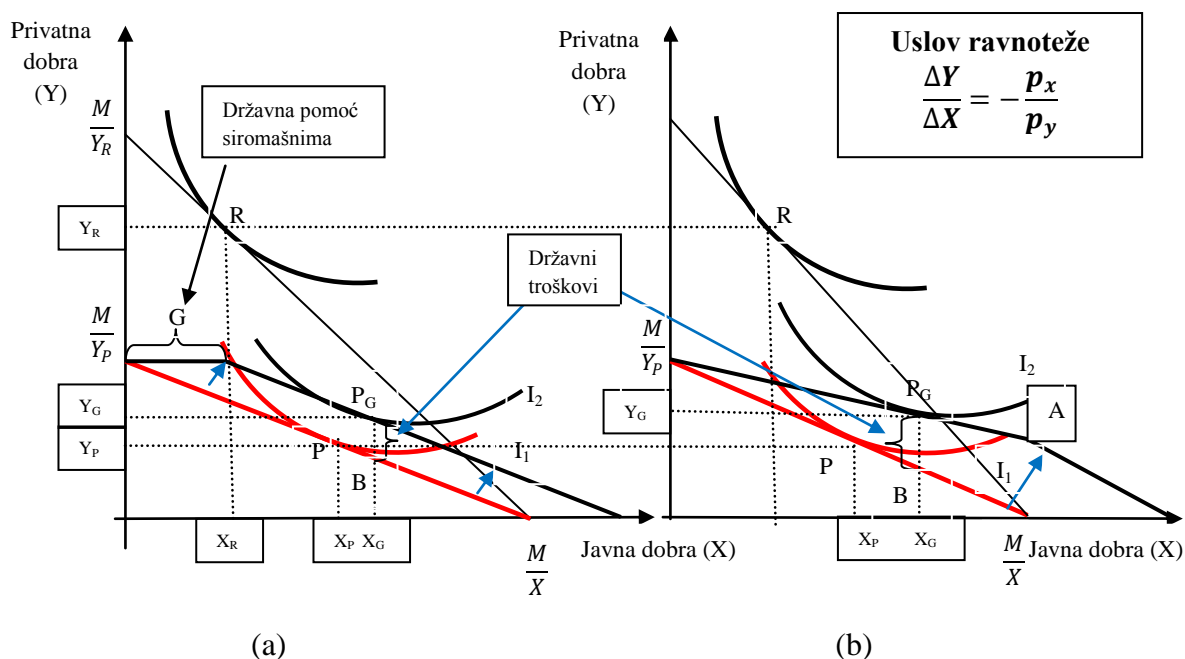 Privatna
dobra
(Y)
M
Y_R
Državna pomoć
siromašnima
Y_R
R
G
M
Y_P
Y_G
Y_P
P_G
P
B
I_2
I_1
X_R
X_P X_G
M
X
Javna dobra (X)
Državni
troškovi
(a)
Privatna
dobra
(Y)
Uslov ravnoteže
ΔY/ΔX = − p_x/p_y
R
M
Y_P
Y_G
P_G
P
B
I_2
A
I_1
X_P
X_G
M
X
Javna dobra (X)
(b)